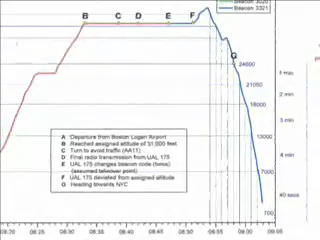 Beacon 3020
Beacon 3321
B C D E F
G
24600
21050
18000
13000
7000
700
1 min
2 min
3 min
4 min
40 secs
A Departure from Boston Logan Airport
B Reached assigned altitude of 31,000 feet
C Turn to avoid traffic (AA11)
D Final radio transmission from UAL 175
E UAL 175 changes beacon code (twice)
(assumed takeover point)
F UAL 175 deviated from assigned altitude
G Heading towards NYC
08:20 08:25 08:30 08:35 08:40 08:45 08:50 08:55 09:00 09:05